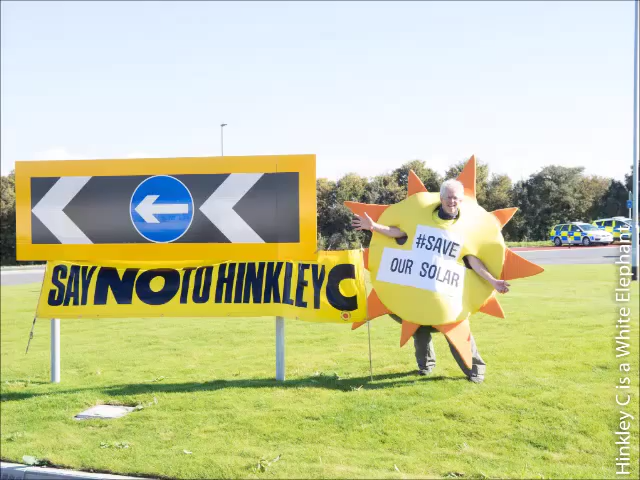 SAY NO TO HINKLEY C
#SAVE
OUR SOLAR
Hinkley C is a White Elephant